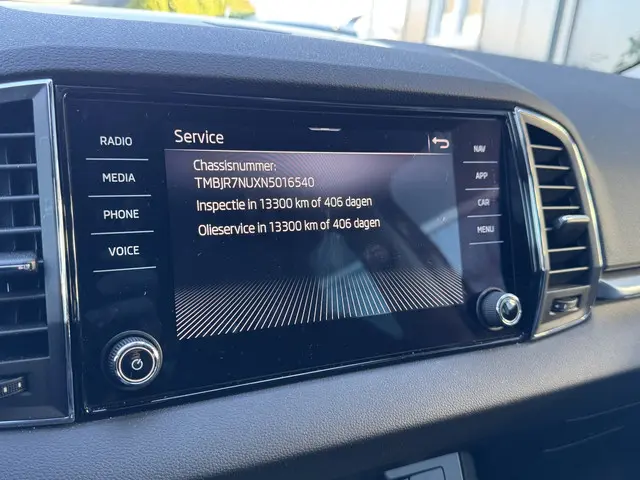 RADIO
MEDIA
PHONE
VOICE
Service
Chassisnummer:
TMBJR7NUXN5016540
Inspectie in 13300 km of 406 dagen
Olieservice in 13300 km of 406 dagen
NAV
APP
CAR
MENU